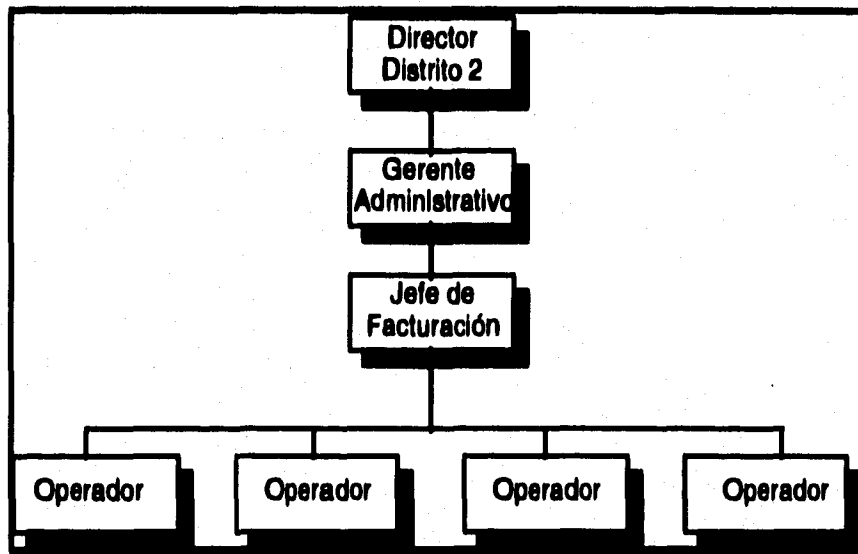 Director
Distrito 2
Gerente
Administrativo
Jefe de
Facturación
Operador
Operador
Operador
Operador